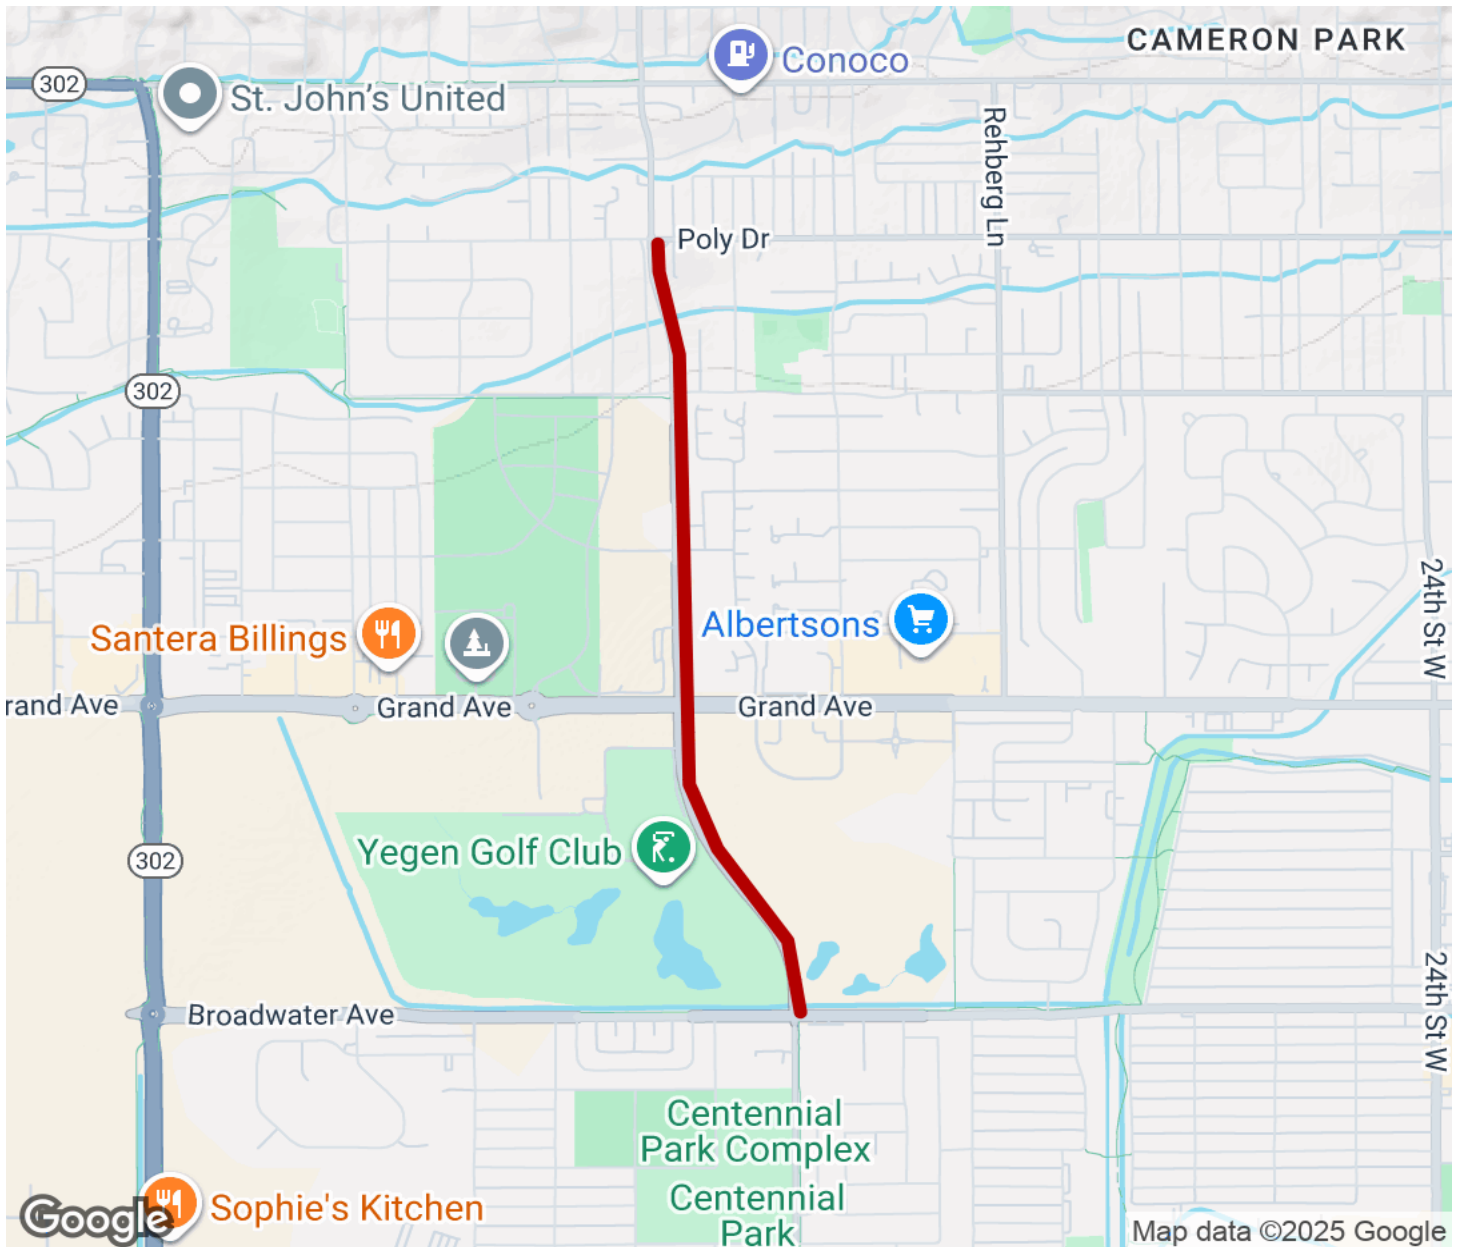 CAMERON PARK
Conoco
302
St. John's United
Rehberg Ln
Poly Dr
302
24th St W
Albertsons
Santera Billings
rand Ave
Grand Ave
Grand Ave
Yegen Golf Club
302
24th St W
Broadwater Ave
Centennial
Park Complex
Centennial
Park
Sophie's Kitchen
Google
Map data ©2025 Google